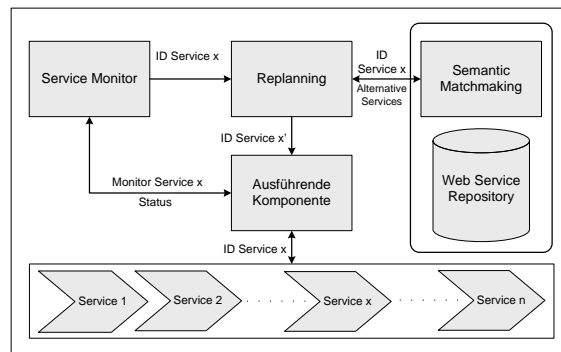 Service Monitor
ID Service x
Replanning
ID
Service x
Alternative
Services
Semantic
Matchmaking
ID Service x'
Monitor Service x
Status
Ausführende
Komponente
Web Service
Repository
ID Service x
Service 1
Service 2
Service x
Service n